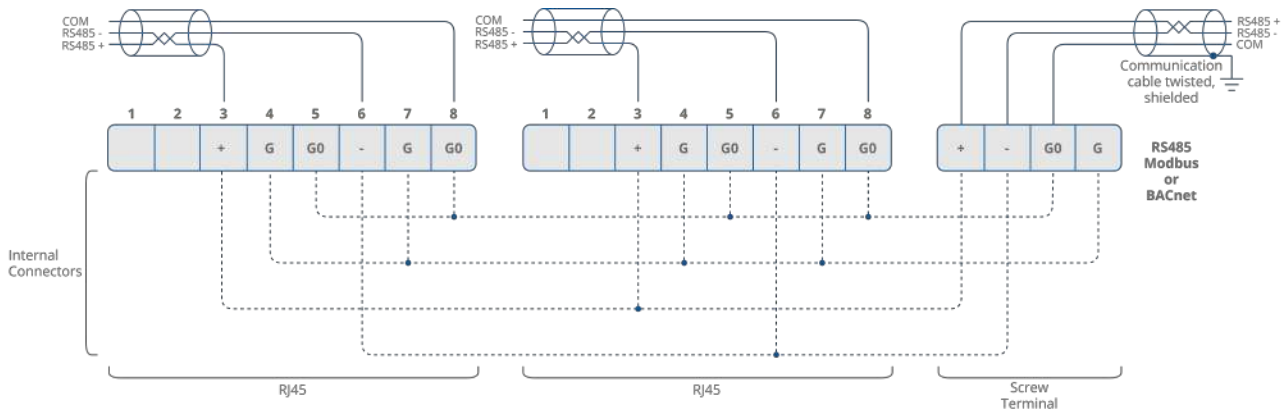 COM
RS485 -
RS485 +
COM
RS485 -
RS485 +
RS485 +
RS485 -
COM
Communication
cable twisted,
shielded
1 2 3 4 5 6 7 8
1 2 3 4 5 6 7 8
+ G G0 - G G0
+ G G0 - G G0
+ - G0 G
RS485
Modbus
or
BACnet
Internal
Connectors
RJ45
RJ45
Screw
Terminal